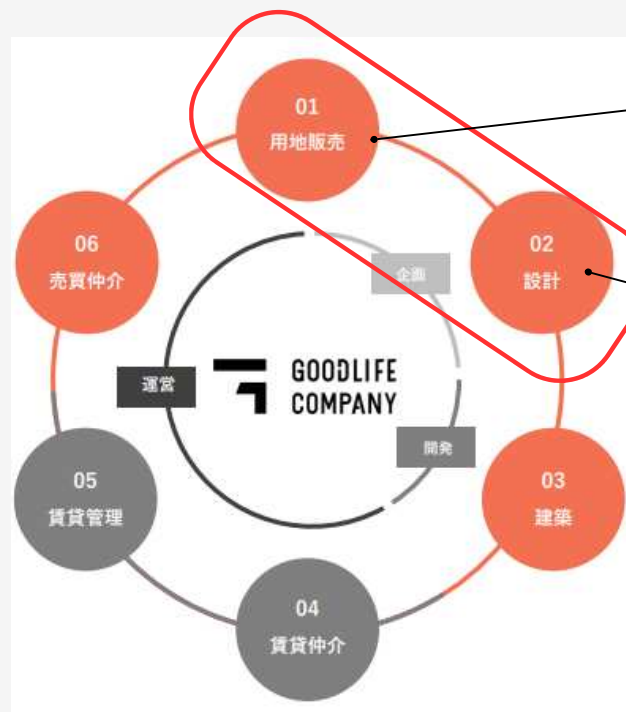 01
用地販売
06
売買仲介
02
設計
企画
運営
GOODLIFE
COMPANY
開発
05
賃貸管理
03
建築
04
賃貸仲介